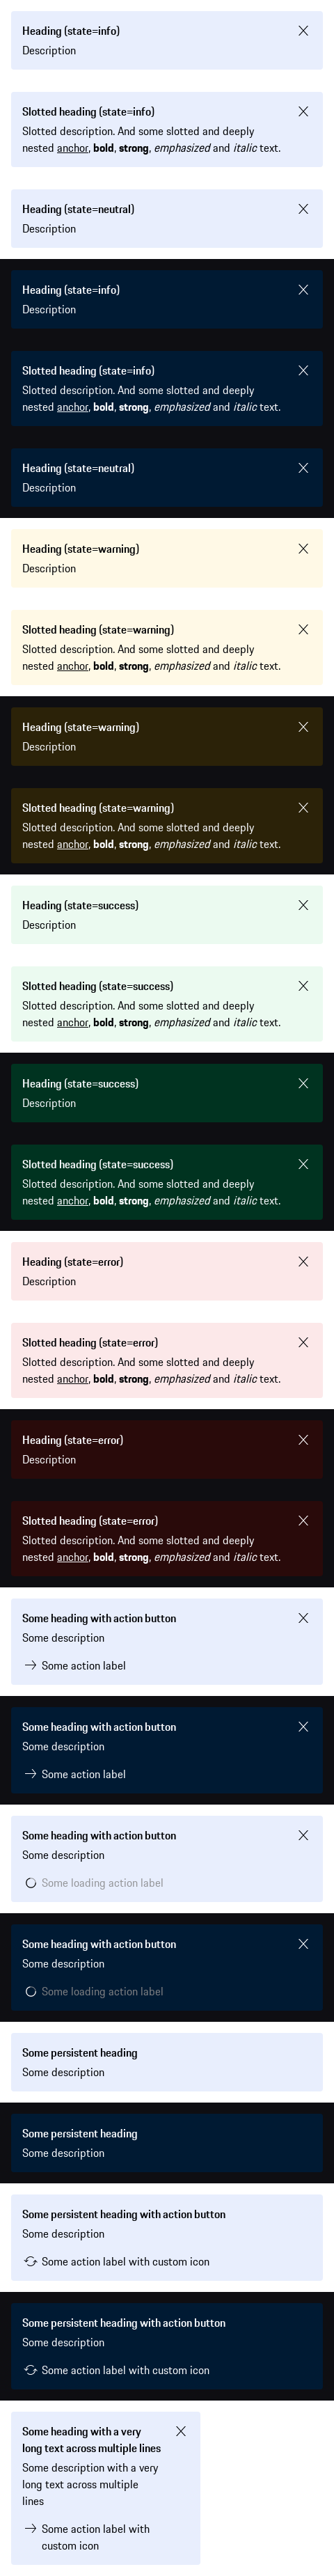 Heading (state=info)
Description
Slotted heading (state=info)
Slotted description. And some slotted and deeply
nested anchor, bold, strong, emphasized and italic text.
Heading (state=neutral)
Description
Heading (state=info)
Description
Slotted heading (state=info)
Slotted description. And some slotted and deeply
nested anchor, bold, strong, emphasized and italic text.
Heading (state=neutral)
Description
Heading (state=warning)
Description
Slotted heading (state=warning)
Slotted description. And some slotted and deeply
nested anchor, bold, strong, emphasized and italic text.
Heading (state=warning)
Description
Slotted heading (state=warning)
Slotted description. And some slotted and deeply
nested anchor, bold, strong, emphasized and italic text.
Heading (state=success)
Description
Slotted heading (state=success)
Slotted description. And some slotted and deeply
nested anchor, bold, strong, emphasized and italic text.
Heading (state=success)
Description
Slotted heading (state=success)
Slotted description. And some slotted and deeply
nested anchor, bold, strong, emphasized and italic text.
Heading (state=error)
Description
Slotted heading (state=error)
Slotted description. And some slotted and deeply
nested anchor, bold, strong, emphasized and italic text.
Heading (state=error)
Description
Slotted heading (state=error)
Slotted description. And some slotted and deeply
nested anchor, bold, strong, emphasized and italic text.
Some heading with action button
Some description
Some action label
Some heading with action button
Some description
Some action label
Some heading with action button
Some description
Some loading action label
Some heading with action button
Some description
Some loading action label
Some persistent heading
Some description
Some persistent heading
Some description
Some persistent heading with action button
Some description
Some action label with custom icon
Some persistent heading with action button
Some description
Some action label with custom icon
Some heading with a very
long text across multiple lines
Some description with a very
long text across multiple
lines
Some action label with
custom icon